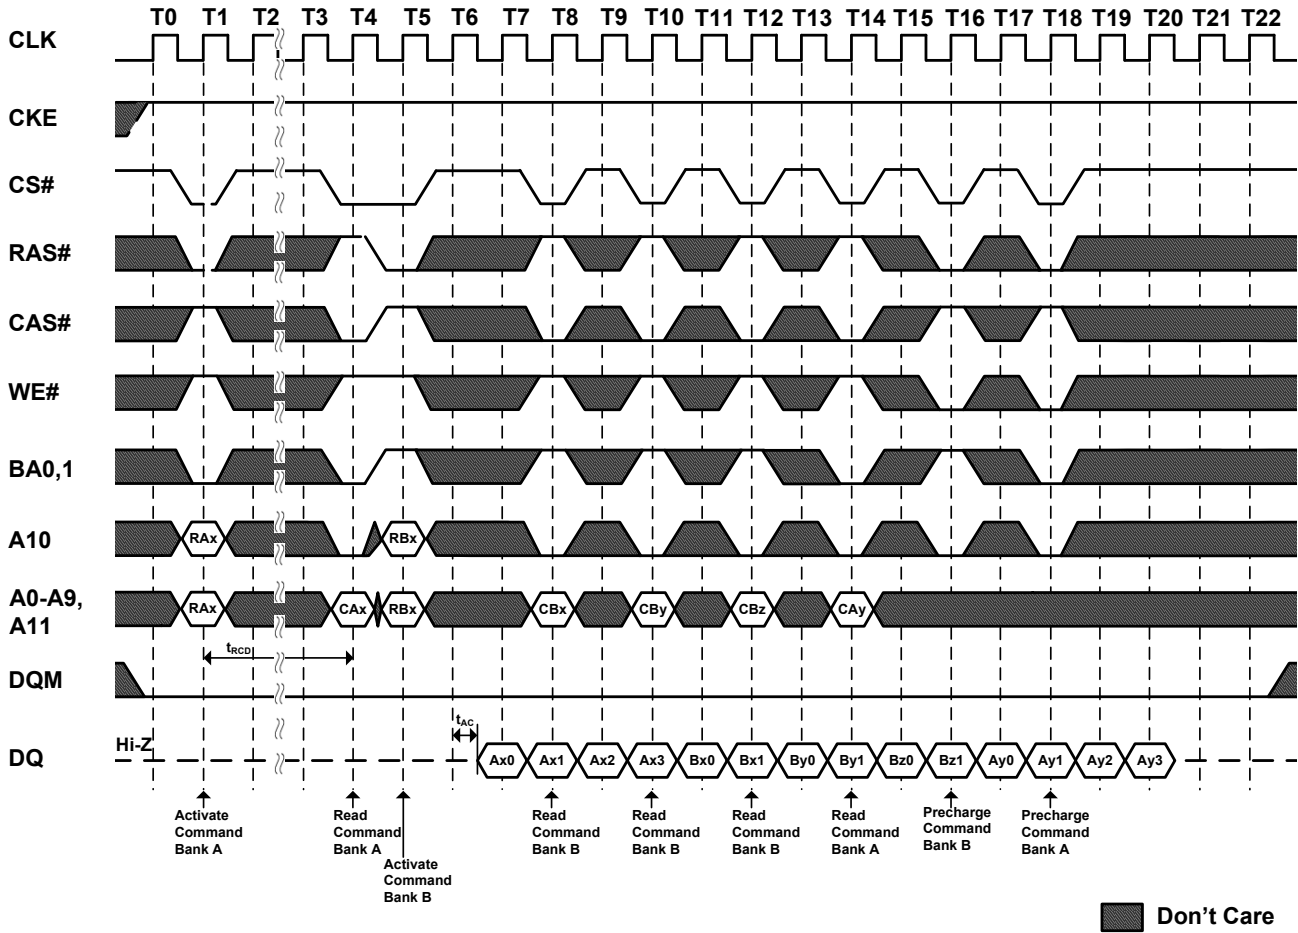 T0 T1 T2 T3 T4 T5 T6 T7 T8 T9 T10 T11 T12 T13 T14 T15 T16 T17 T18 T19 T20 T21 T22
CLK
CKE
CS#
RAS#
CAS#
WE#
BA0,1
A10
RAx RBx
A0-A9,
A11
RAx CAx RBx CBx CBy CBz CAy
tRCD
DQM
tAC
DQ
Hi-Z
Ax0 Ax1 Ax2 Ax3 Bx0 Bx1 By0 By1 Bz0 Bz1 Ay0 Ay1 Ay2 Ay3
Activate
Command
Bank A
Read
Command
Bank A
Activate
Command
Bank B
Read
Command
Bank B
Read
Command
Bank B
Read
Command
Bank B
Read
Command
Bank A
Precharge
Command
Bank B
Precharge
Command
Bank A
Don't Care